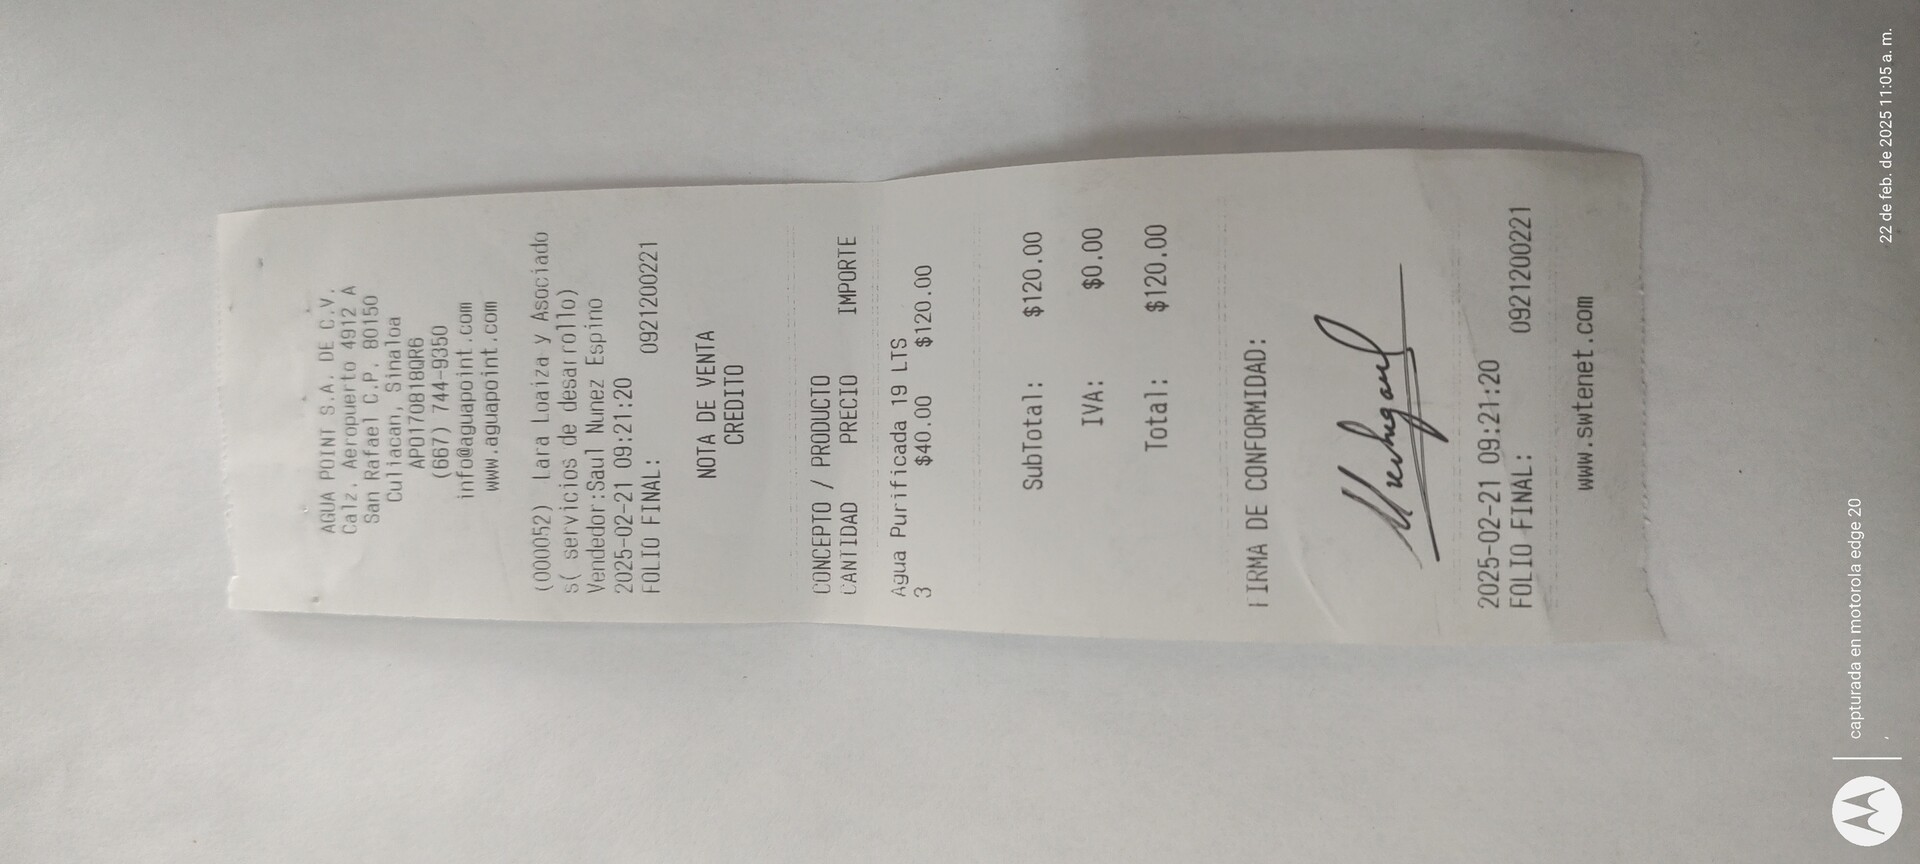 AGUA POINT S.A. DE C.V.
Calz. Aeropuerto 4912 A
San Rafael C.P. 80150
Culiacan, Sinaloa
APO170818QR6
(667) 744-9350
info@aguapoint.com
www.aguapoint.com
(000052) Lara Loaiza y Asociado
s( servicios de desarrollo)
Vendedor:Saul Nunez Espino
2025-02-21 09:21:20
FOLIO FINAL: 0921200221
NOTA DE VENTA
CREDITO
CONCEPTO / PRODUCTO
CANTIDAD PRECIO IMPORTE
Agua Purificada 19 LTS
3 $40.00 $120.00
SubTotal: $120.00
IVA: $0.00
Total: $120.00
FIRMA DE CONFORMIDAD:
2025-02-21 09:21:20
FOLIO FINAL: 0921200221
www.swtenet.com
capturada en motorola edge 20
22 de feb. de 2025 11:05 a. m.